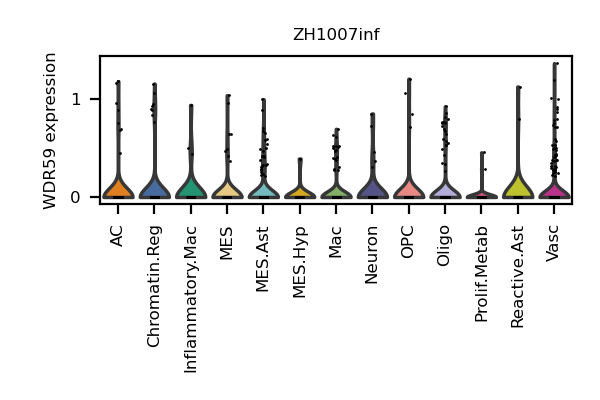 ZH1007inf
WDR59 expression
1
0
AC
Chromatin.Reg
Inflammatory.Mac
MES
MES.Ast
MES.Hyp
Mac
Neuron
OPC
Oligo
Prolif.Metab
Reactive.Ast
Vasc